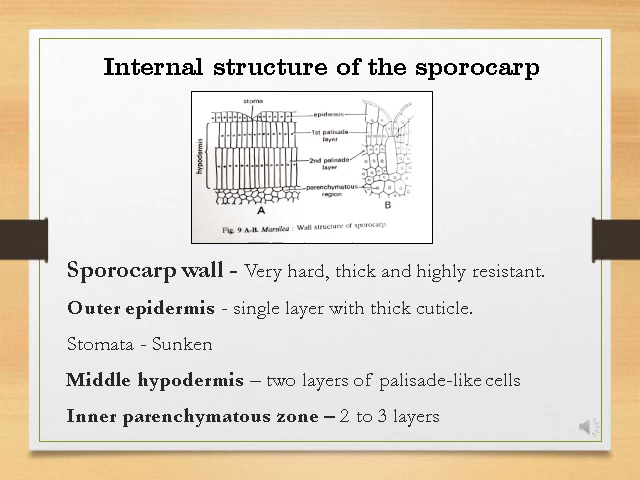 Internal structure of the sporocarp
stoma
epidermis
1st palisade
layer
hypodermis
2nd palisade
layer
parenchymatous
region
A
B
Fig. 9 A-B. Marsilea : Wall structure of sporocarp.
Sporocarp wall - Very hard, thick and highly resistant.
Outer epidermis - single layer with thick cuticle.
Stomata - Sunken
Middle hypodermis – two layers of palisade-like cells
Inner parenchymatous zone – 2 to 3 layers